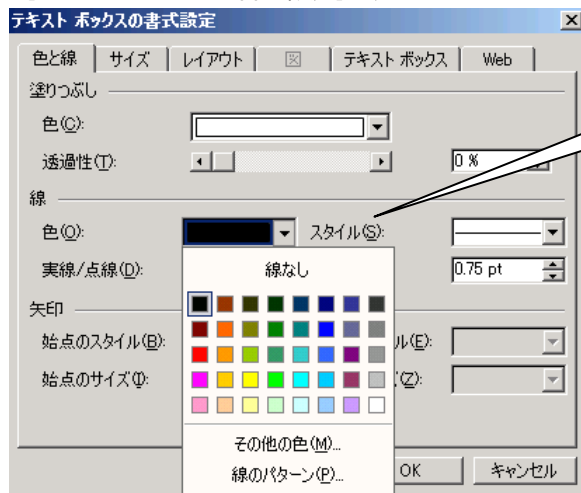 テキスト ボックスの書式設定
色と線 サイズ レイアウト 図 テキスト ボックス Web
塗りつぶし
色(C):
透過性(T): 0 %
線
色(O): スタイル(S):
実線/点線(D): 0.75 pt
線なし
矢印
始点のスタイル(B): ル(E):
始点のサイズ(I): (Z):
その他の色(M)...
線のパターン(P)...
OK キャンセル